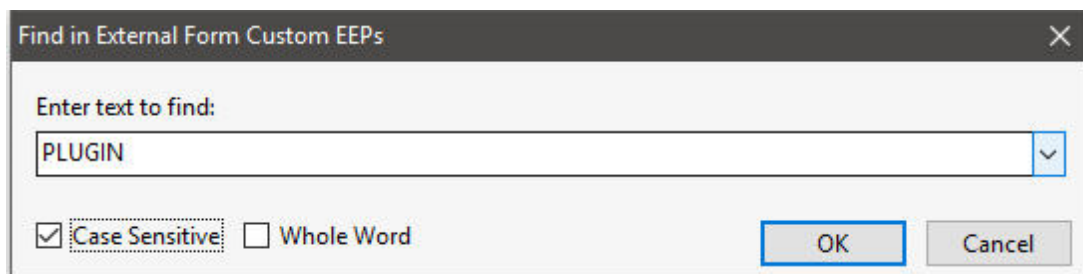 Find in External Form Custom EEPs
Enter text to find:
PLUGIN
Case Sensitive Whole Word OK Cancel